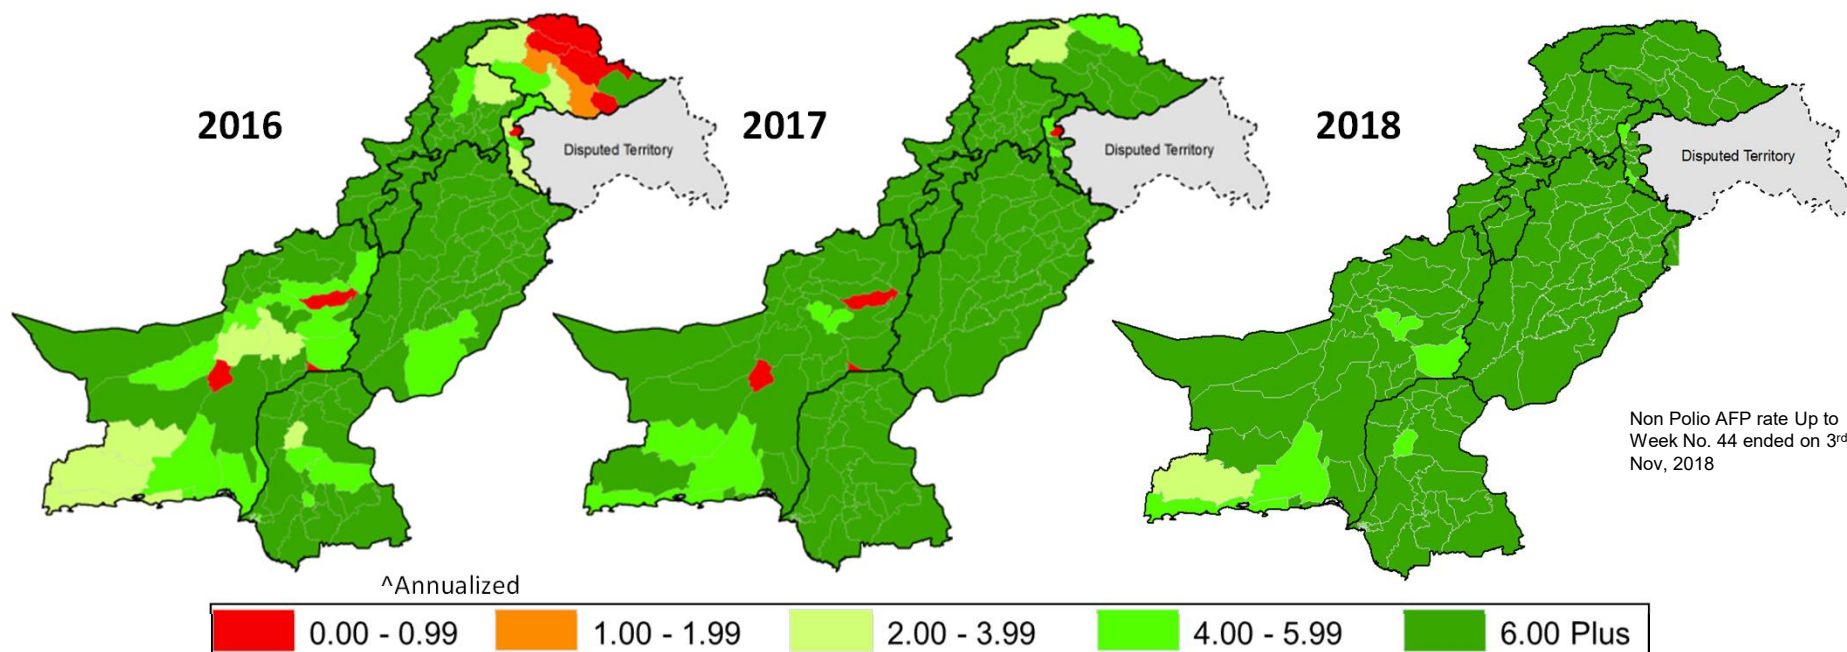 2016
2017
2018
Disputed Territory
Disputed Territory
Disputed Territory
Non Polio AFP rate Up to
Week No. 44 ended on 3rd
Nov, 2018
^Annualized
0.00 - 0.99
1.00 - 1.99
2.00 - 3.99
4.00 - 5.99
6.00 Plus